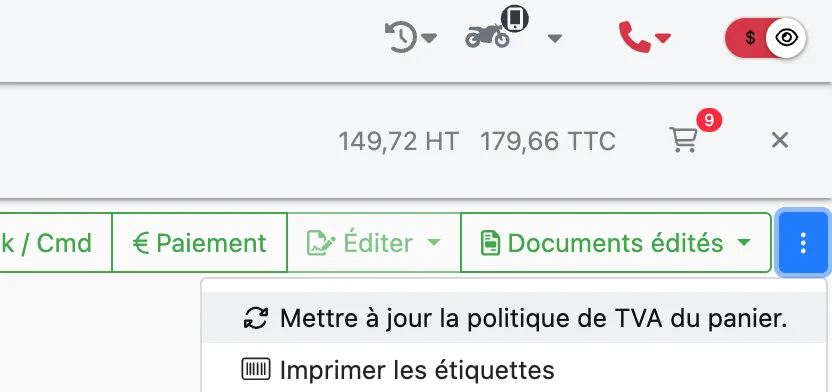 $
149,72 HT 179,66 TTC 9
k / Cmd € Paiement Éditer Documents édités
Mettre à jour la politique de TVA du panier.
Imprimer les étiquettes